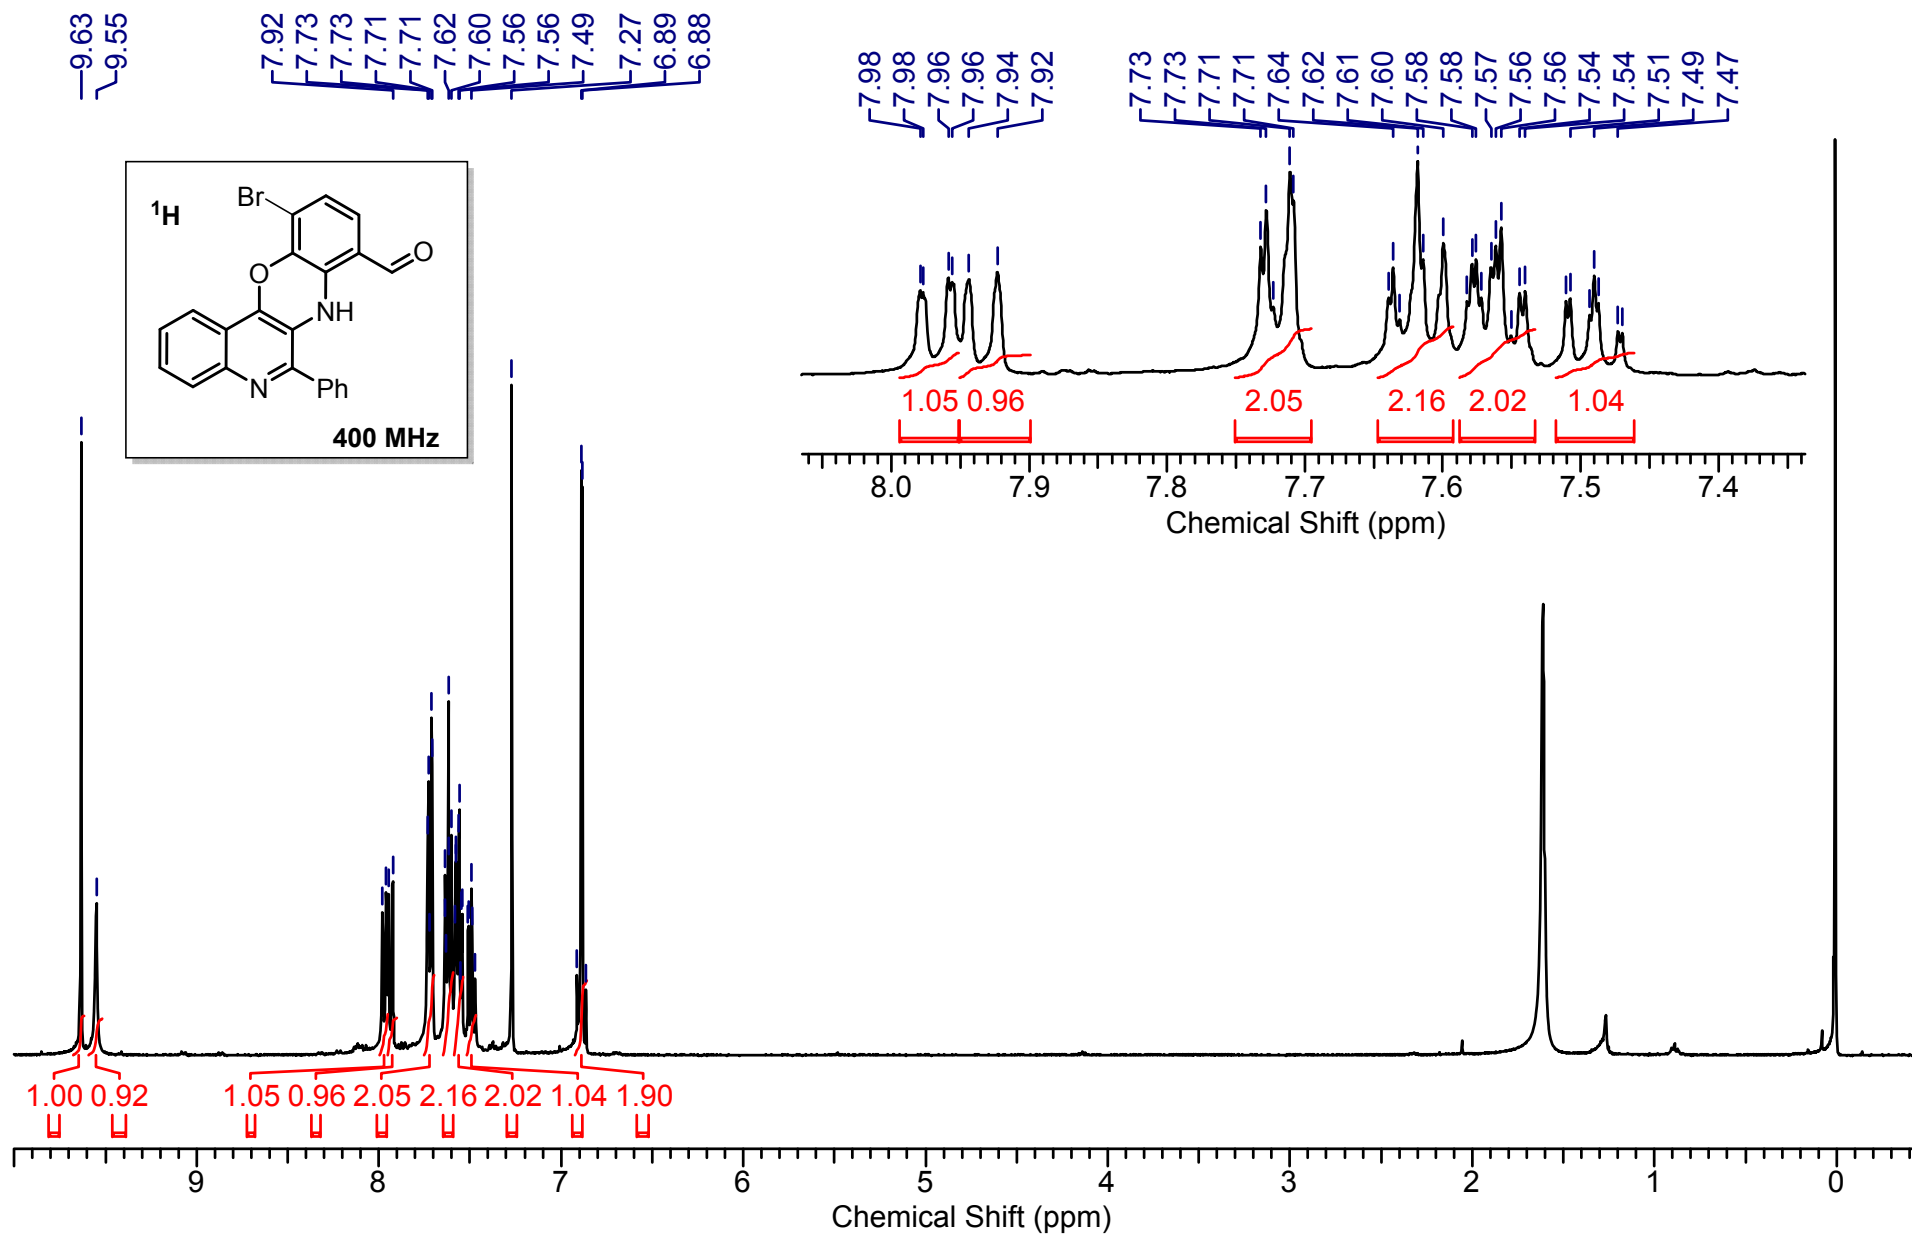 9.63 9.55 7.92 7.73 7.73 7.71 7.71 7.62 7.60 7.56 7.56 7.49 7.27 6.89 6.88
7.98 7.98 7.96 7.96 7.94 7.92 7.73 7.73 7.71 7.71 7.64 7.62 7.61 7.60 7.58 7.58 7.57 7.56 7.56 7.54 7.54 7.51 7.49 7.47
1H
Br
O
O
NH
N
Ph
400 MHz
1.05 0.96 2.05 2.16 2.02 1.04
8.0 7.9 7.8 7.7 7.6 7.5 7.4
Chemical Shift (ppm)
1.00 0.92 1.05 0.96 2.05 2.16 2.02 1.04 1.90
9 8 7 6 5 4 3 2 1 0
Chemical Shift (ppm)